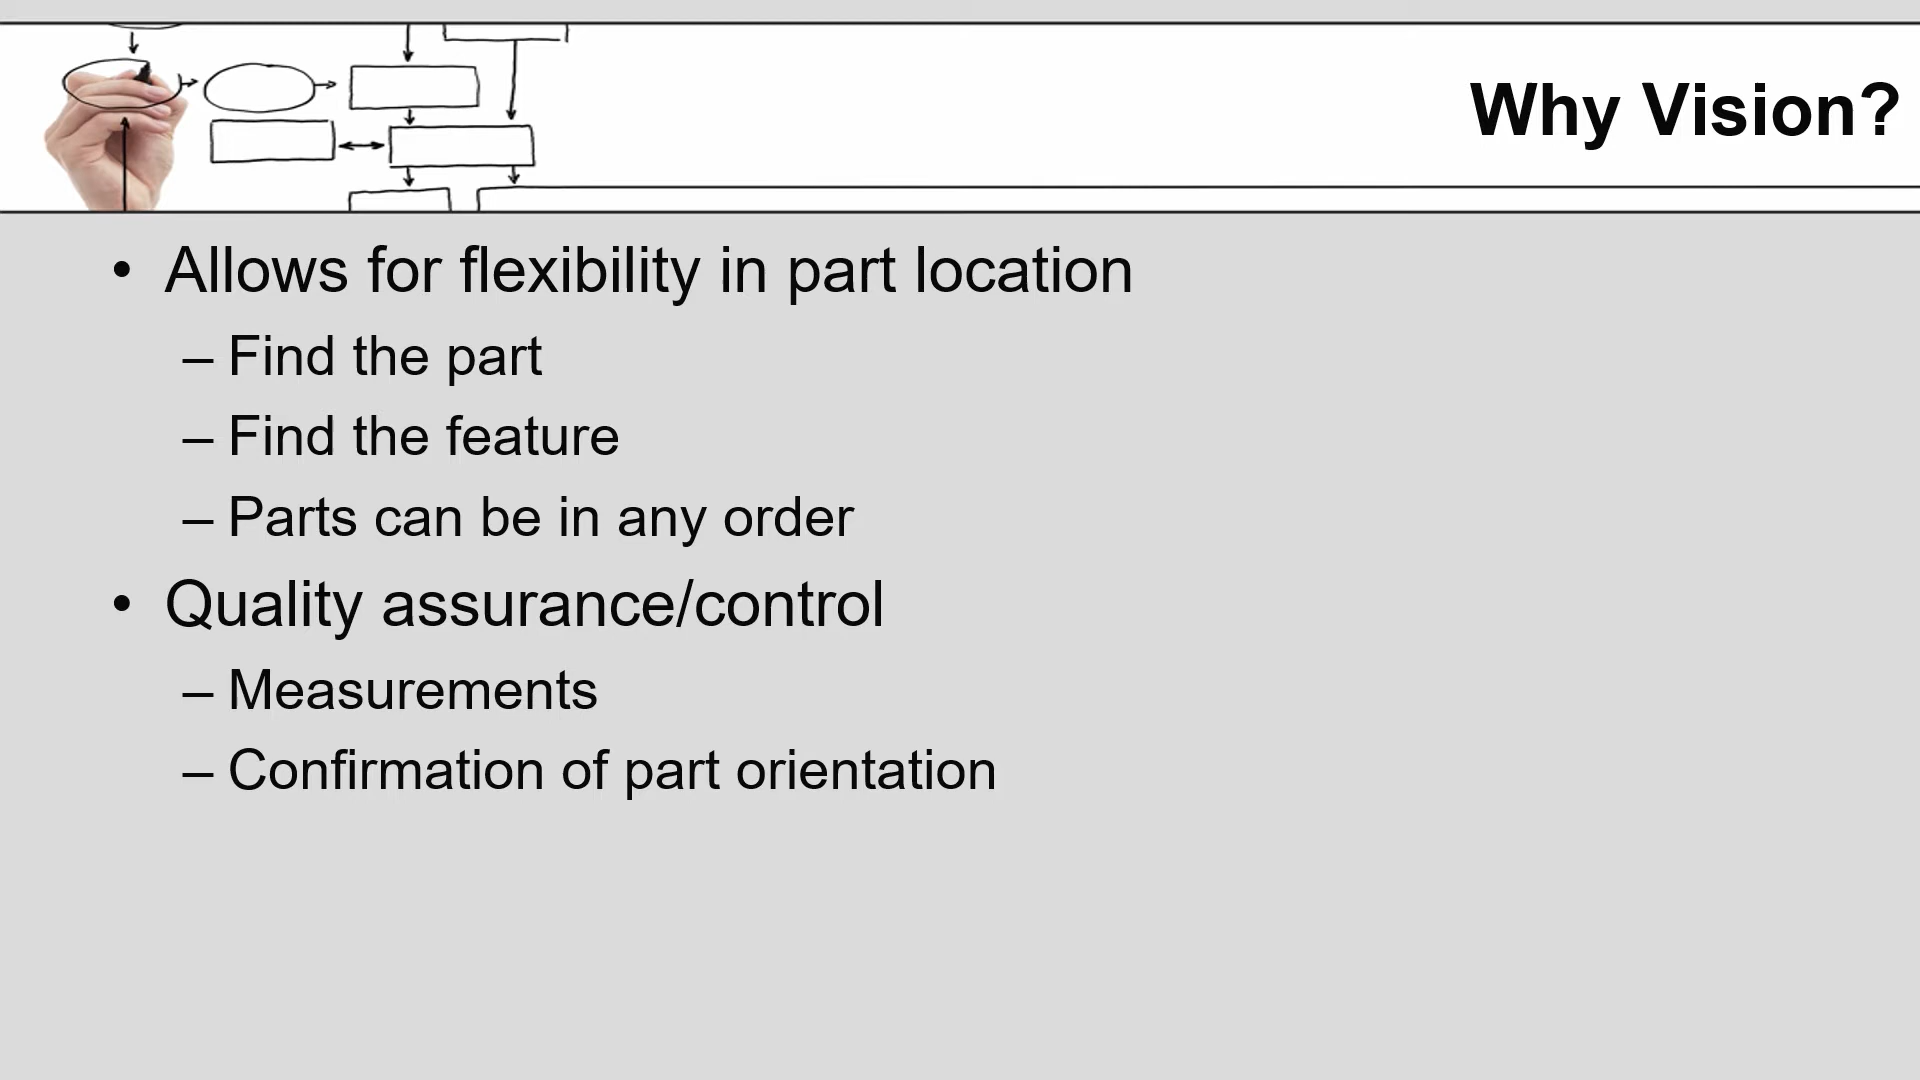 Why Vision?
• Allows for flexibility in part location
– Find the part
– Find the feature
– Parts can be in any order
• Quality assurance/control
– Measurements
– Confirmation of part orientation